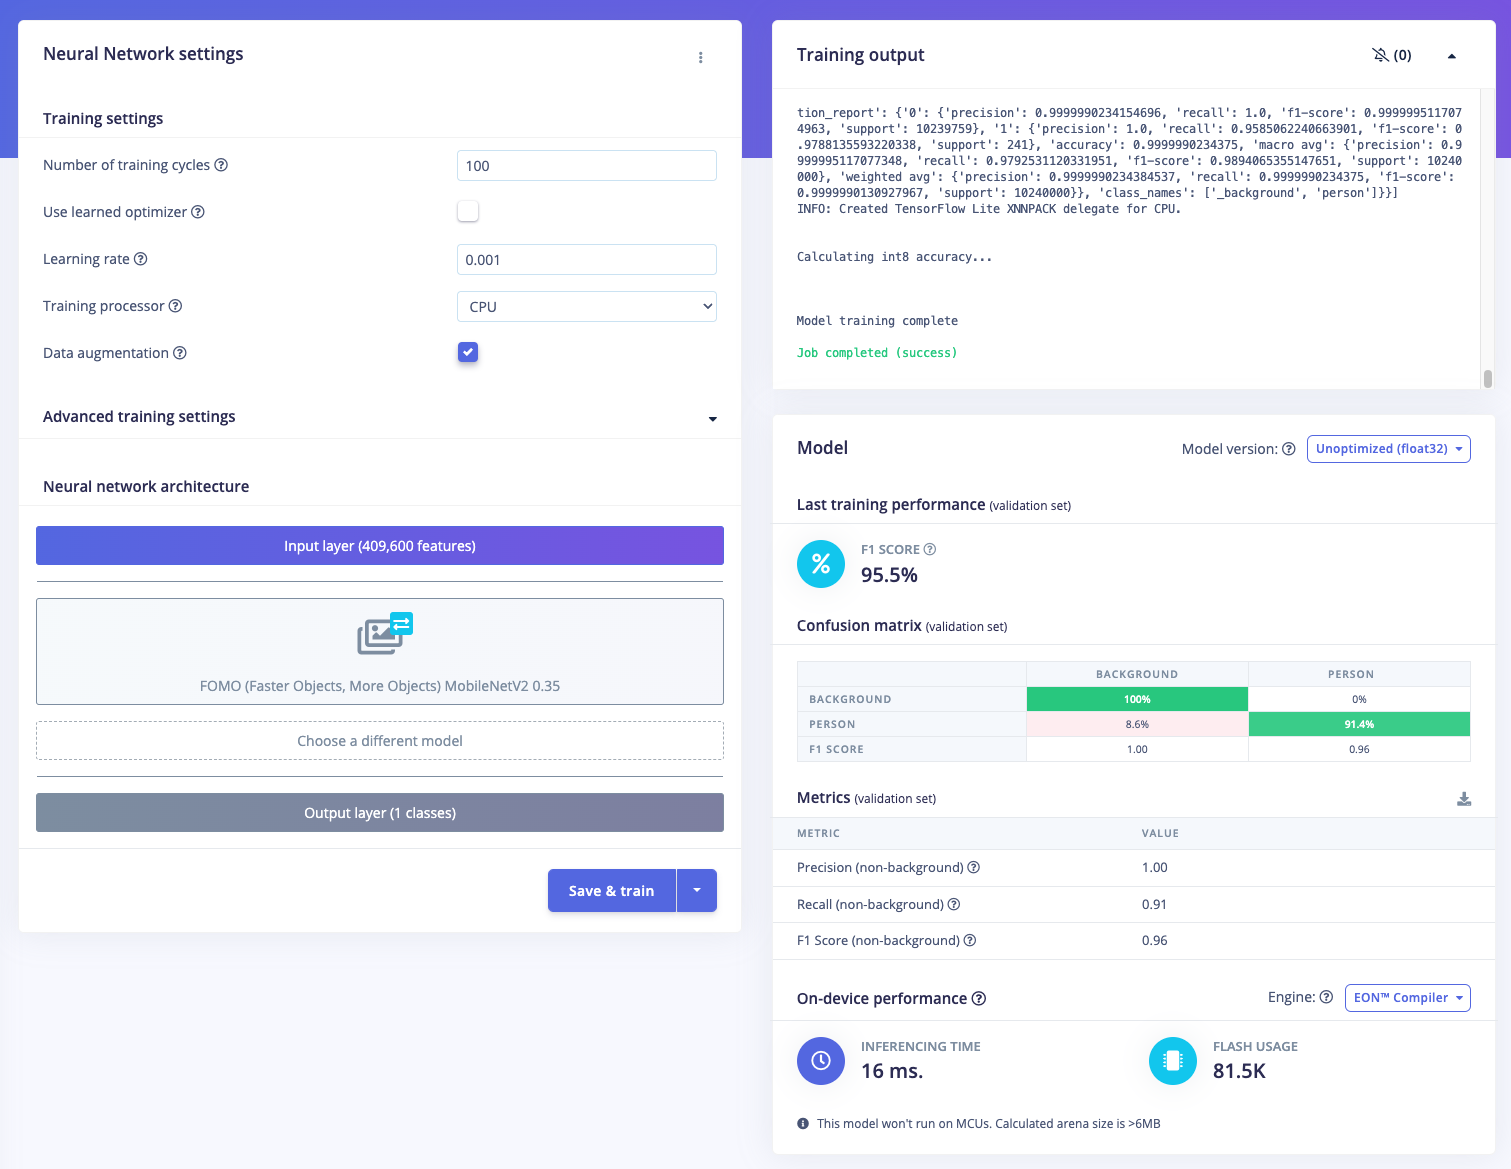 Neural Network settings
Training settings
Number of training cycles
100
Use learned optimizer
Learning rate
0.001
Training processor
CPU
Data augmentation
Advanced training settings
Neural network architecture
Input layer (409,600 features)
FOMO (Faster Objects, More Objects) MobileNetV2 0.35
Choose a different model
Output layer (1 classes)
Save & train
Training output
(0)
tion_report': {'0': {'precision': 0.9999990234154696, 'recall': 1.0, 'f1-score': 0.999999511707
4963, 'support': 10239759}, '1': {'precision': 1.0, 'recall': 0.9585062240663901, 'f1-score': 0
.9788135593220338, 'support': 241}, 'accuracy': 0.9999990234375, 'macro avg': {'precision': 0.9
999995117077348, 'recall': 0.9792531120331951, 'f1-score': 0.9894065355147651, 'support': 10240
000}, 'weighted avg': {'precision': 0.9999990234384537, 'recall': 0.9999990234375, 'f1-score':
0.9999990130927967, 'support': 10240000}}, 'class_names': ['_background', 'person']}}]
INFO: Created TensorFlow Lite XNNPACK delegate for CPU.
Calculating int8 accuracy...
Model training complete
Job completed (success)
Model
Model version:
Unoptimized (float32)
Last training performance (validation set)
F1 SCORE
95.5%
Confusion matrix (validation set)
BACKGROUND PERSON
BACKGROUND 100% 0%
PERSON 8.6% 91.4%
F1 SCORE 1.00 0.96
Metrics (validation set)
METRIC VALUE
Precision (non-background) 1.00
Recall (non-background) 0.91
F1 Score (non-background) 0.96
On-device performance
Engine:
EON™ Compiler
INFERENCING TIME
16 ms.
FLASH USAGE
81.5K
This model won't run on MCUs. Calculated arena size is >6MB